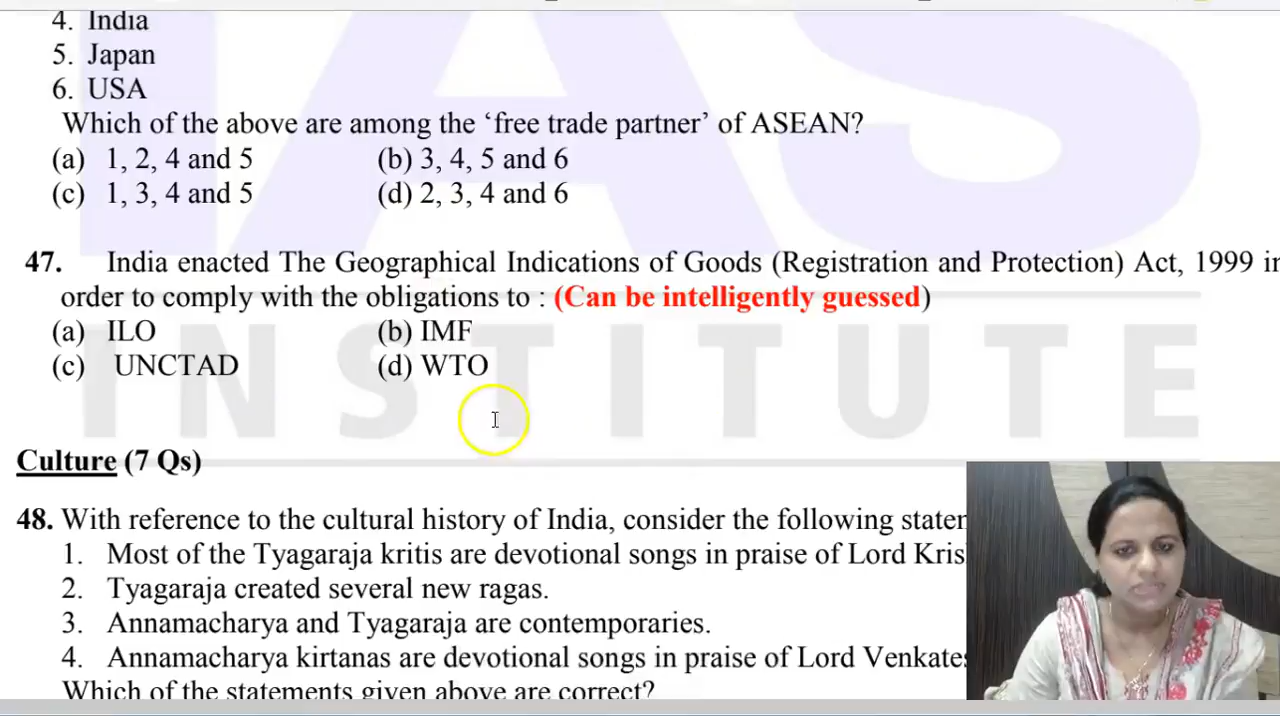 4. India
5. Japan
6. USA
Which of the above are among the ‘free trade partner’ of ASEAN?
(a) 1, 2, 4 and 5 (b) 3, 4, 5 and 6
(c) 1, 3, 4 and 5 (d) 2, 3, 4 and 6
47. India enacted The Geographical Indications of Goods (Registration and Protection) Act, 1999 in
order to comply with the obligations to : (Can be intelligently guessed)
(a) ILO (b) IMF
(c) UNCTAD (d) WTO
IAS
INSTITUTE
Culture (7 Qs)
48. With reference to the cultural history of India, consider the following
1. Most of the Tyagaraja kritis are devotional songs in praise of Lord
2. Tyagaraja created several new ragas.
3. Annamacharya and Tyagaraja are contemporaries.
4. Annamacharya kirtanas are devotional songs in praise of Lord
Which of the statements given above are correct?